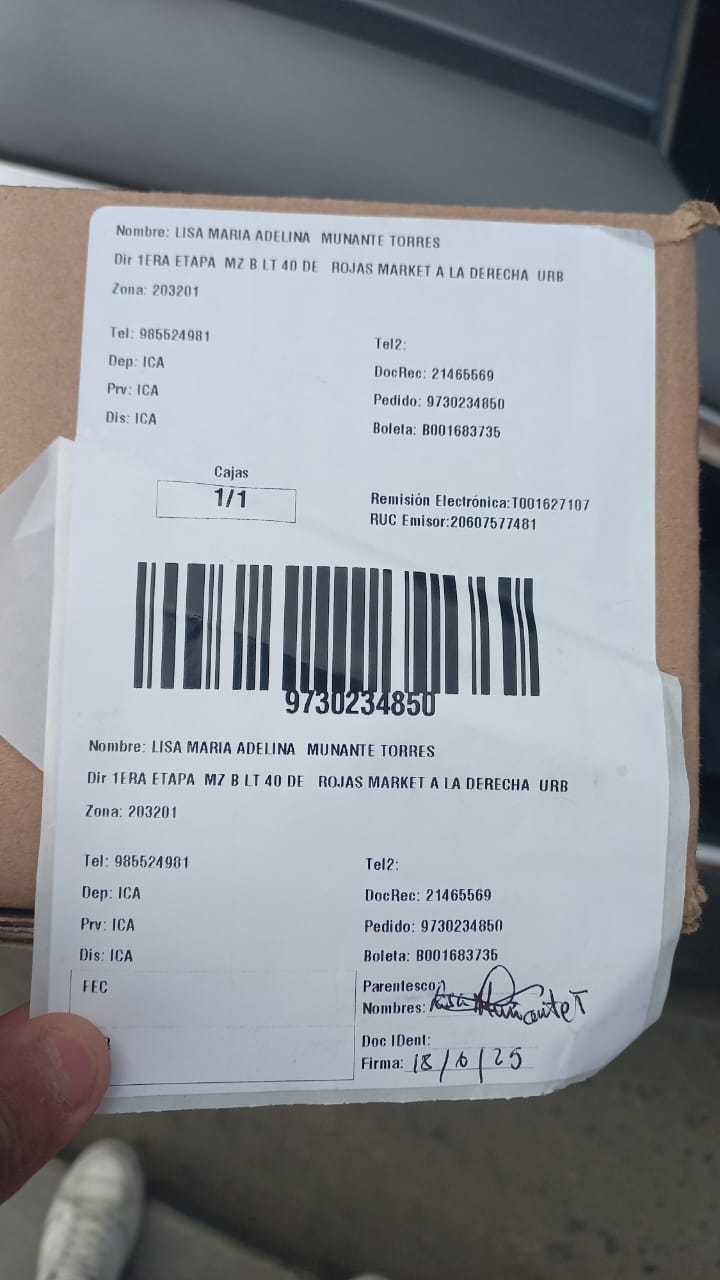 Nombre: LISA MARIA ADELINA MUNANTE TORRES
Dir 1ERA ETAPA MZ B LT 40 DE ROJAS MARKET A LA DERECHA URB
Zona: 203201
Tel: 985524981
Tel2:
Dep: ICA
DocRec: 21465569
Prv: ICA
Pedido: 9730234850
Dis: ICA
Boleta: B001683735
Cajas
1/1
Remisión Electrónica:T001627107
RUC Emisor:20607577481
9730234850
Nombre: LISA MARIA ADELINA MUNANTE TORRES
Dir 1ERA ETAPA MZ B LT 40 DE ROJAS MARKET A LA DERECHA URB
Zona: 203201
Tel: 985524981
Tel2:
Dep: ICA
DocRec: 21465569
Prv: ICA
Pedido: 9730234850
Dis: ICA
Boleta: B001683735
FEC
Parentesco
Nombres: Lisa Muñante T
Doc IDent:
Firma: 18/6/25